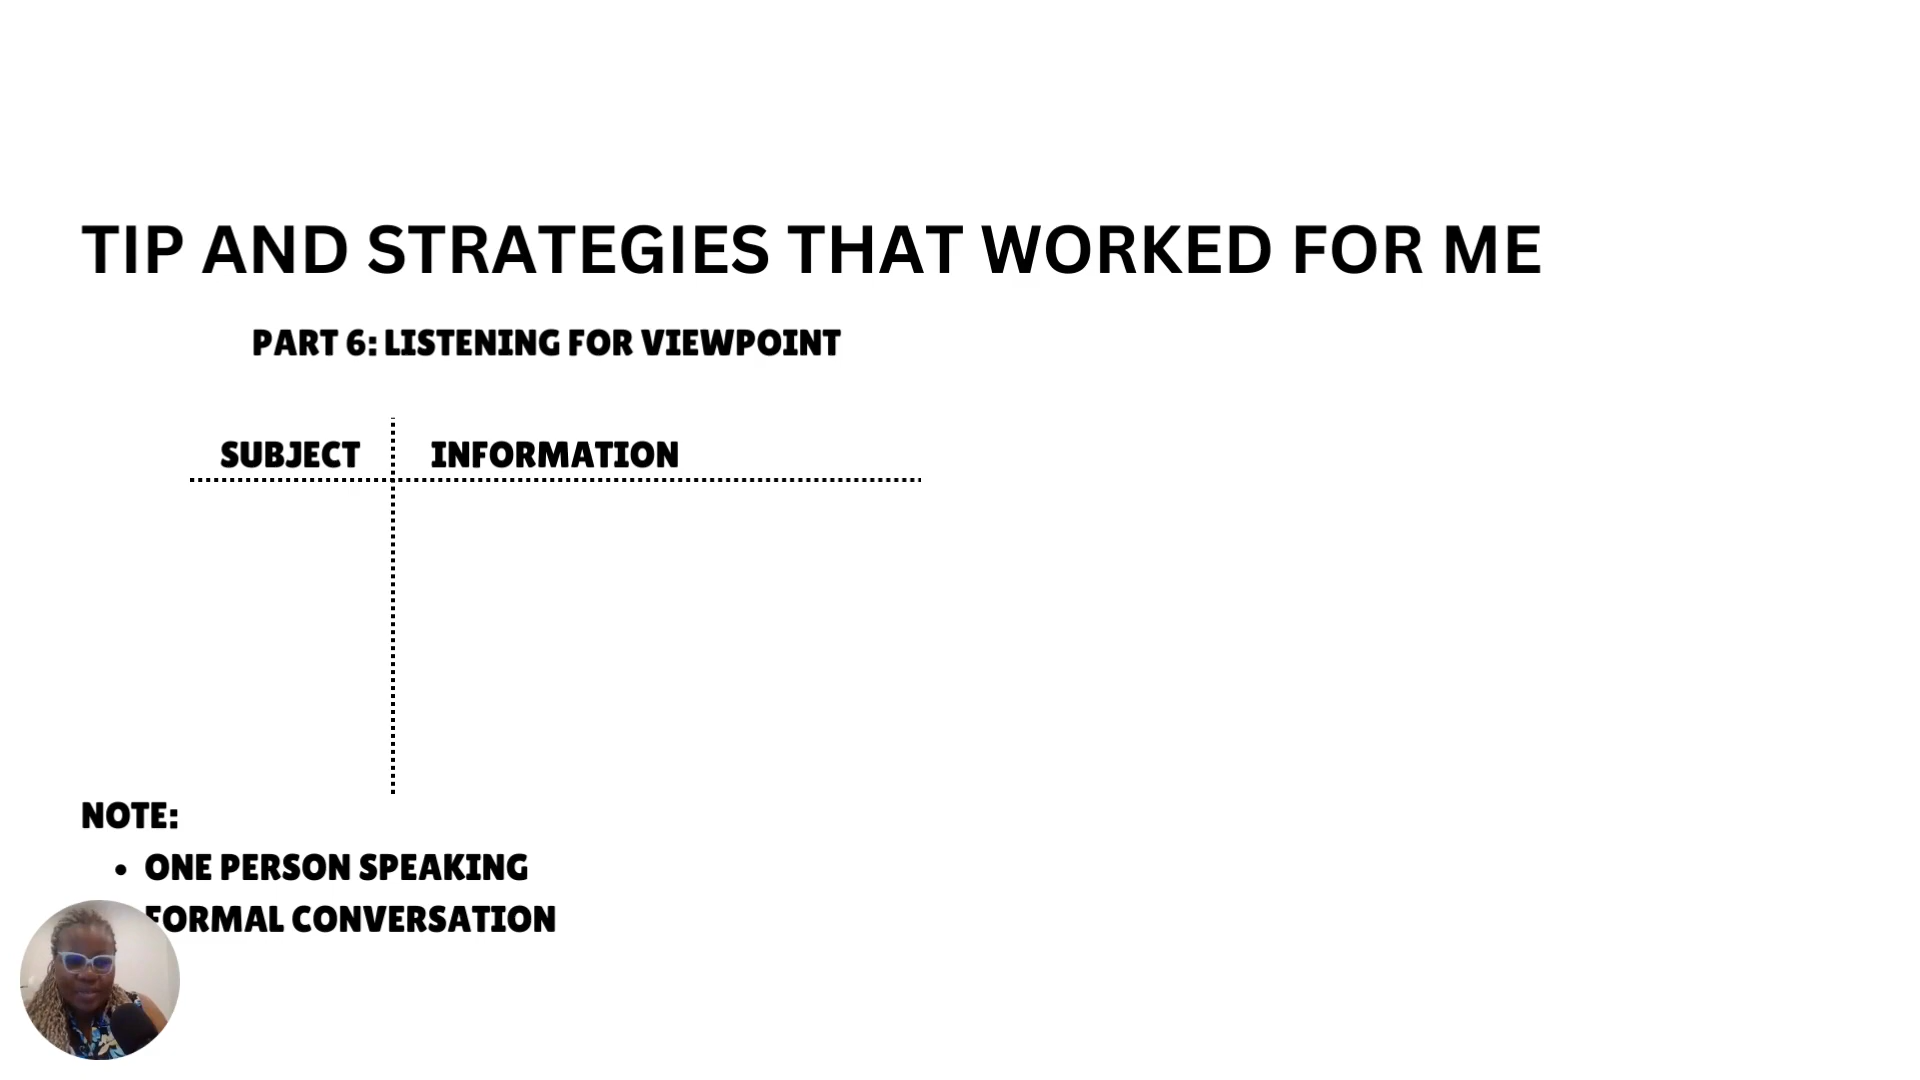 TIP AND STRATEGIES THAT WORKED FOR ME
PART 6: LISTENING FOR VIEWPOINT
SUBJECT INFORMATION
NOTE:
• ONE PERSON SPEAKING
FORMAL CONVERSATION